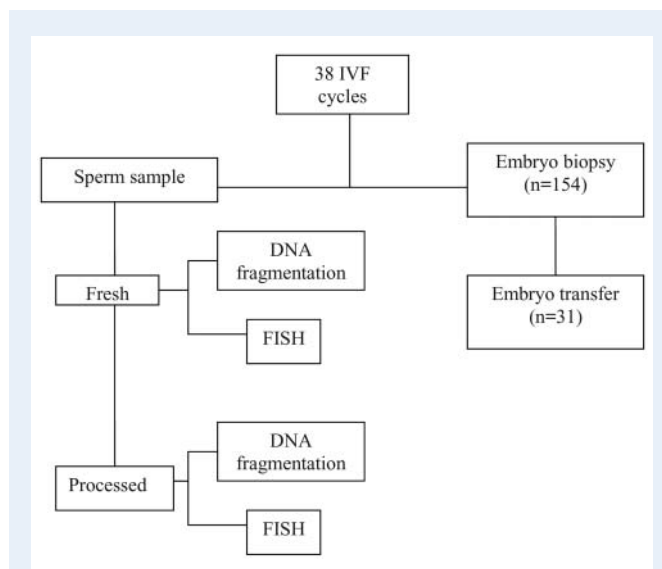 38 IVF
cycles
Sperm sample
Embryo biopsy
(n=154)
DNA
fragmentation
Fresh
Embryo transfer
(n=31)
FISH
DNA
fragmentation
Processed
FISH